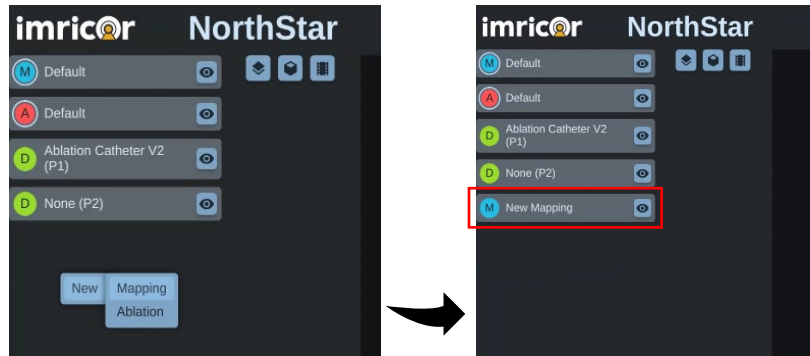 imricor NorthStar
M Default
A Default
D Ablation Catheter V2
(P1)
D None (P2)
New Mapping
Ablation
imricor NorthStar
M Default
A Default
D Ablation Catheter V2
(P1)
D None (P2)
M New Mapping